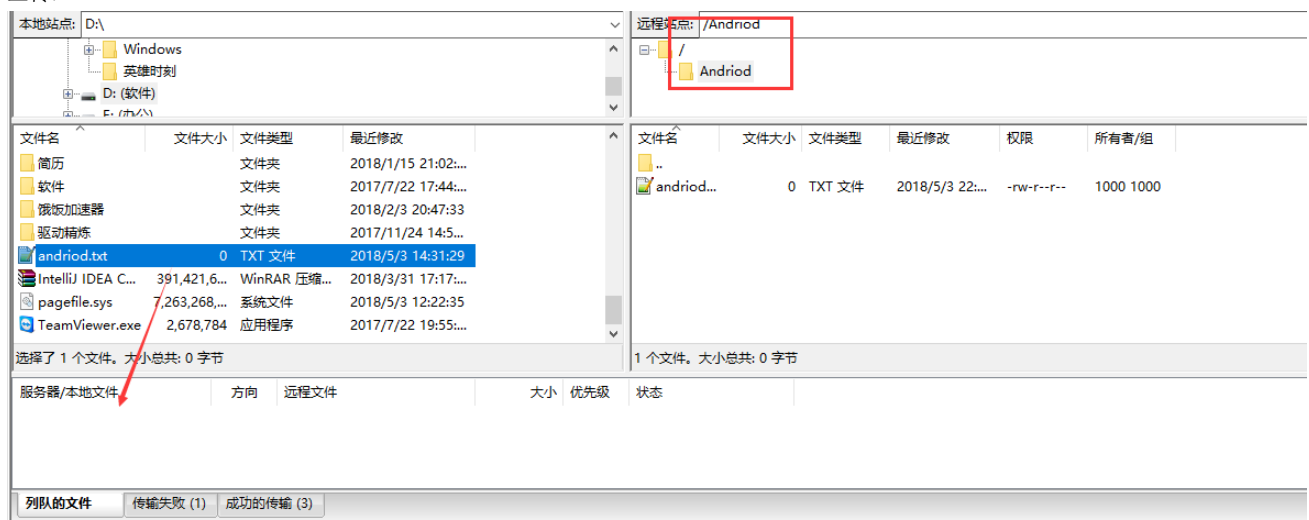 本地站点: D:\
远程站点: /Andriod
Windows
英雄时刻
D: (软件)
/
Andriod
文件名 文件大小 文件类型 最近修改
简历 文件夹 2018/1/15 21:02:...
软件 文件夹 2017/7/22 17:44:...
饿饭加速器 文件夹 2018/2/3 20:47:33
驱动精炼 文件夹 2017/11/24 14:5...
andriod.txt 0 TXT 文件 2018/5/3 14:31:29
IntelliJ IDEA C... 391,421,6... WinRAR 压缩... 2018/3/31 17:17:...
pagefile.sys 7,263,268,... 系统文件 2018/5/3 12:22:35
TeamViewer.exe 2,678,784 应用程序 2017/7/22 19:55:...
选择了 1 个文件。大小总共: 0 字节
文件名 文件大小 文件类型 最近修改 权限 所有者/组
..
andriod... 0 TXT 文件 2018/5/3 22:... -rw-r--r-- 1000 1000
1 个文件。大小总共: 0 字节
服务器/本地文件 方向 远程文件 大小 优先级 状态
列队的文件 传输失败 (1) 成功的传输 (3)